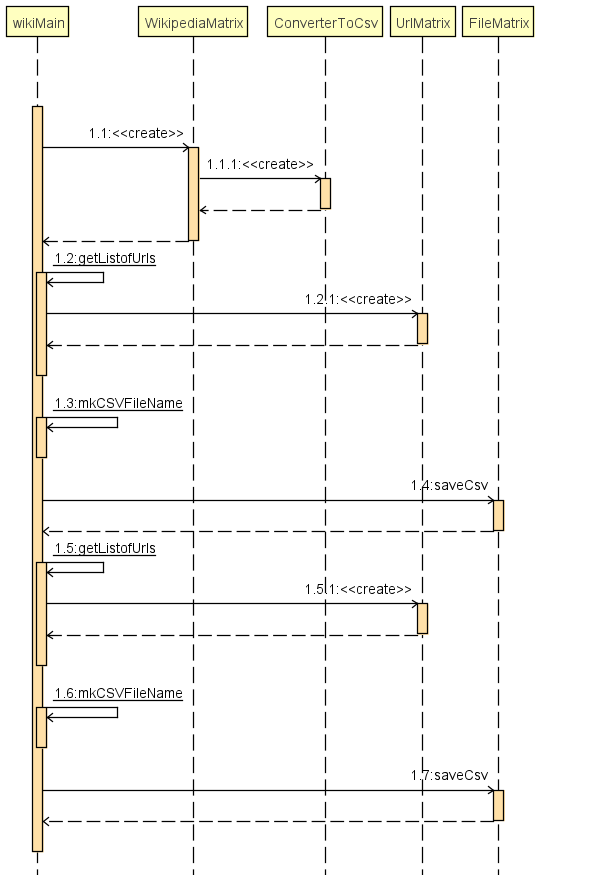 wikiMain WikipediaMatrix ConverterToCsv UrlMatrix FileMatrix
1.1:<<create>>
1.1.1:<<create>>
1.2:getListofUrls
1.2.1:<<create>>
1.3:mkCSVFileName
1.4:saveCsv
1.5:getListofUrls
1.5.1:<<create>>
1.6:mkCSVFileName
1.7:saveCsv